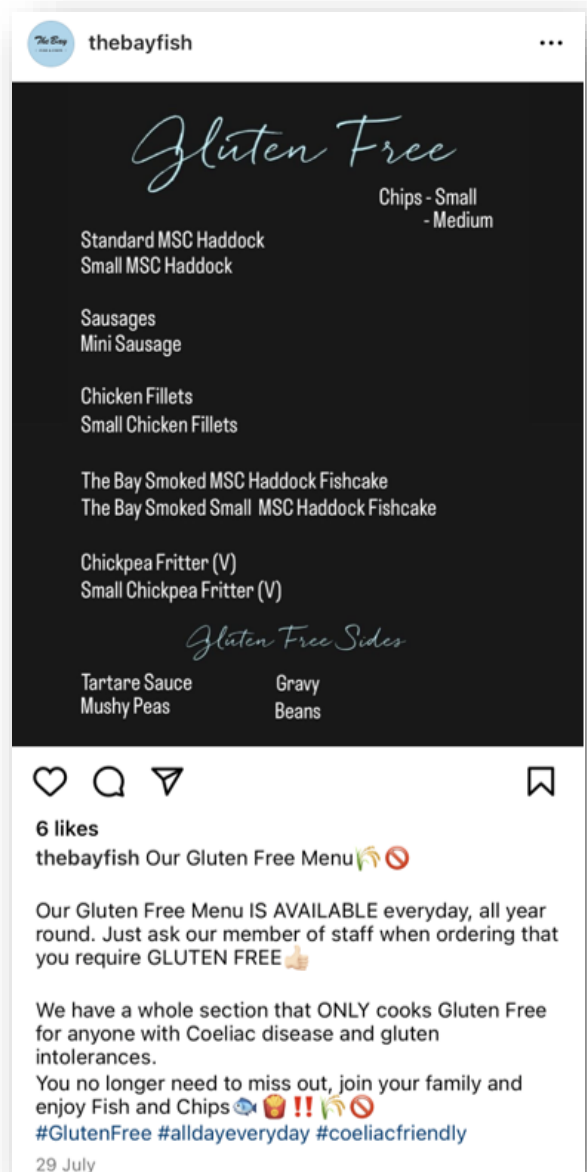 The Bay
thebayfish
Gluten Free
Chips - Small
- Medium
Standard MSC Haddock
Small MSC Haddock
Sausages
Mini Sausage
Chicken Fillets
Small Chicken Fillets
The Bay Smoked MSC Haddock Fishcake
The Bay Smoked Small MSC Haddock Fishcake
Chickpea Fritter (V)
Small Chickpea Fritter (V)
Gluten Free Sides
Tartare Sauce
Gravy
Mushy Peas
Beans
6 likes
thebayfish Our Gluten Free Menu🌾🚫
Our Gluten Free Menu IS AVAILABLE everyday, all year
round. Just ask our member of staff when ordering that
you require GLUTEN FREE👍🏻
We have a whole section that ONLY cooks Gluten Free
for anyone with Coeliac disease and gluten
intolerances.
You no longer need to miss out, join your family and
enjoy Fish and Chips🐟🍟‼️🌾🚫
#GlutenFree #alldayeveryday #coeliacfriendly
29 July